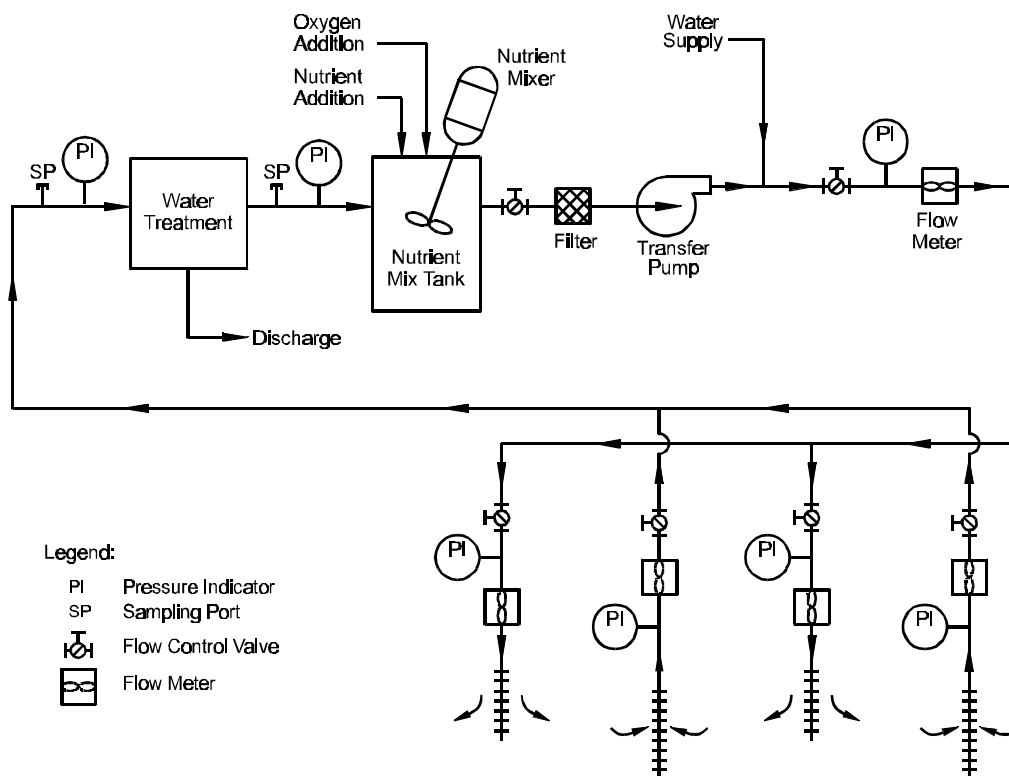 Oxygen
Addition
Nutrient
Addition
Nutrient
Mixer
Water
Supply
SP
PI
SP
PI
PI
Water
Treatment
Nutrient
Mix Tank
Filter
Transfer
Pump
Flow
Meter
Discharge
PI
PI
PI
PI
Legend:
PI Pressure Indicator
SP Sampling Port
Flow Control Valve
Flow Meter